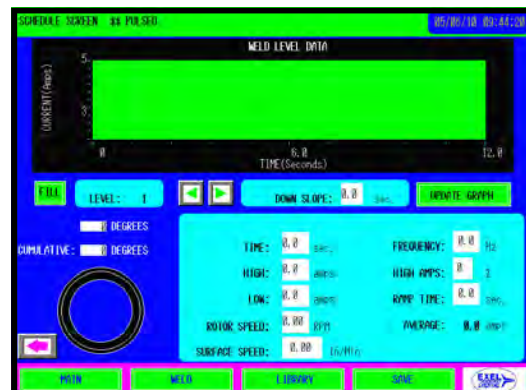 SCHEDULE SCREEN ** PULSED 05/06/10 09:44:20
WELD LEVEL DATA
CURRENT(Amps)
5
0 6.0 12.0
TIME(Seconds)
FILL LEVEL: 1 DOWN SLOPE: 0.0 sec. UPDATE GRAPH
DEGREES
CUMULATIVE: DEGREES
TIME: 0.0 sec. FREQUENCY: 0.0 Hz
HIGH: 0.0 amps HIGH AMPS: 0 %
LOW: 0.0 amps RAMP TIME: 0.0 sec.
ROTOR SPEED: 0.00 RPM AVERAGE: 0.0 amps
SURFACE SPEED: 0.00 In/Min
MAIN WELD LIBRARY SAVE EXEL